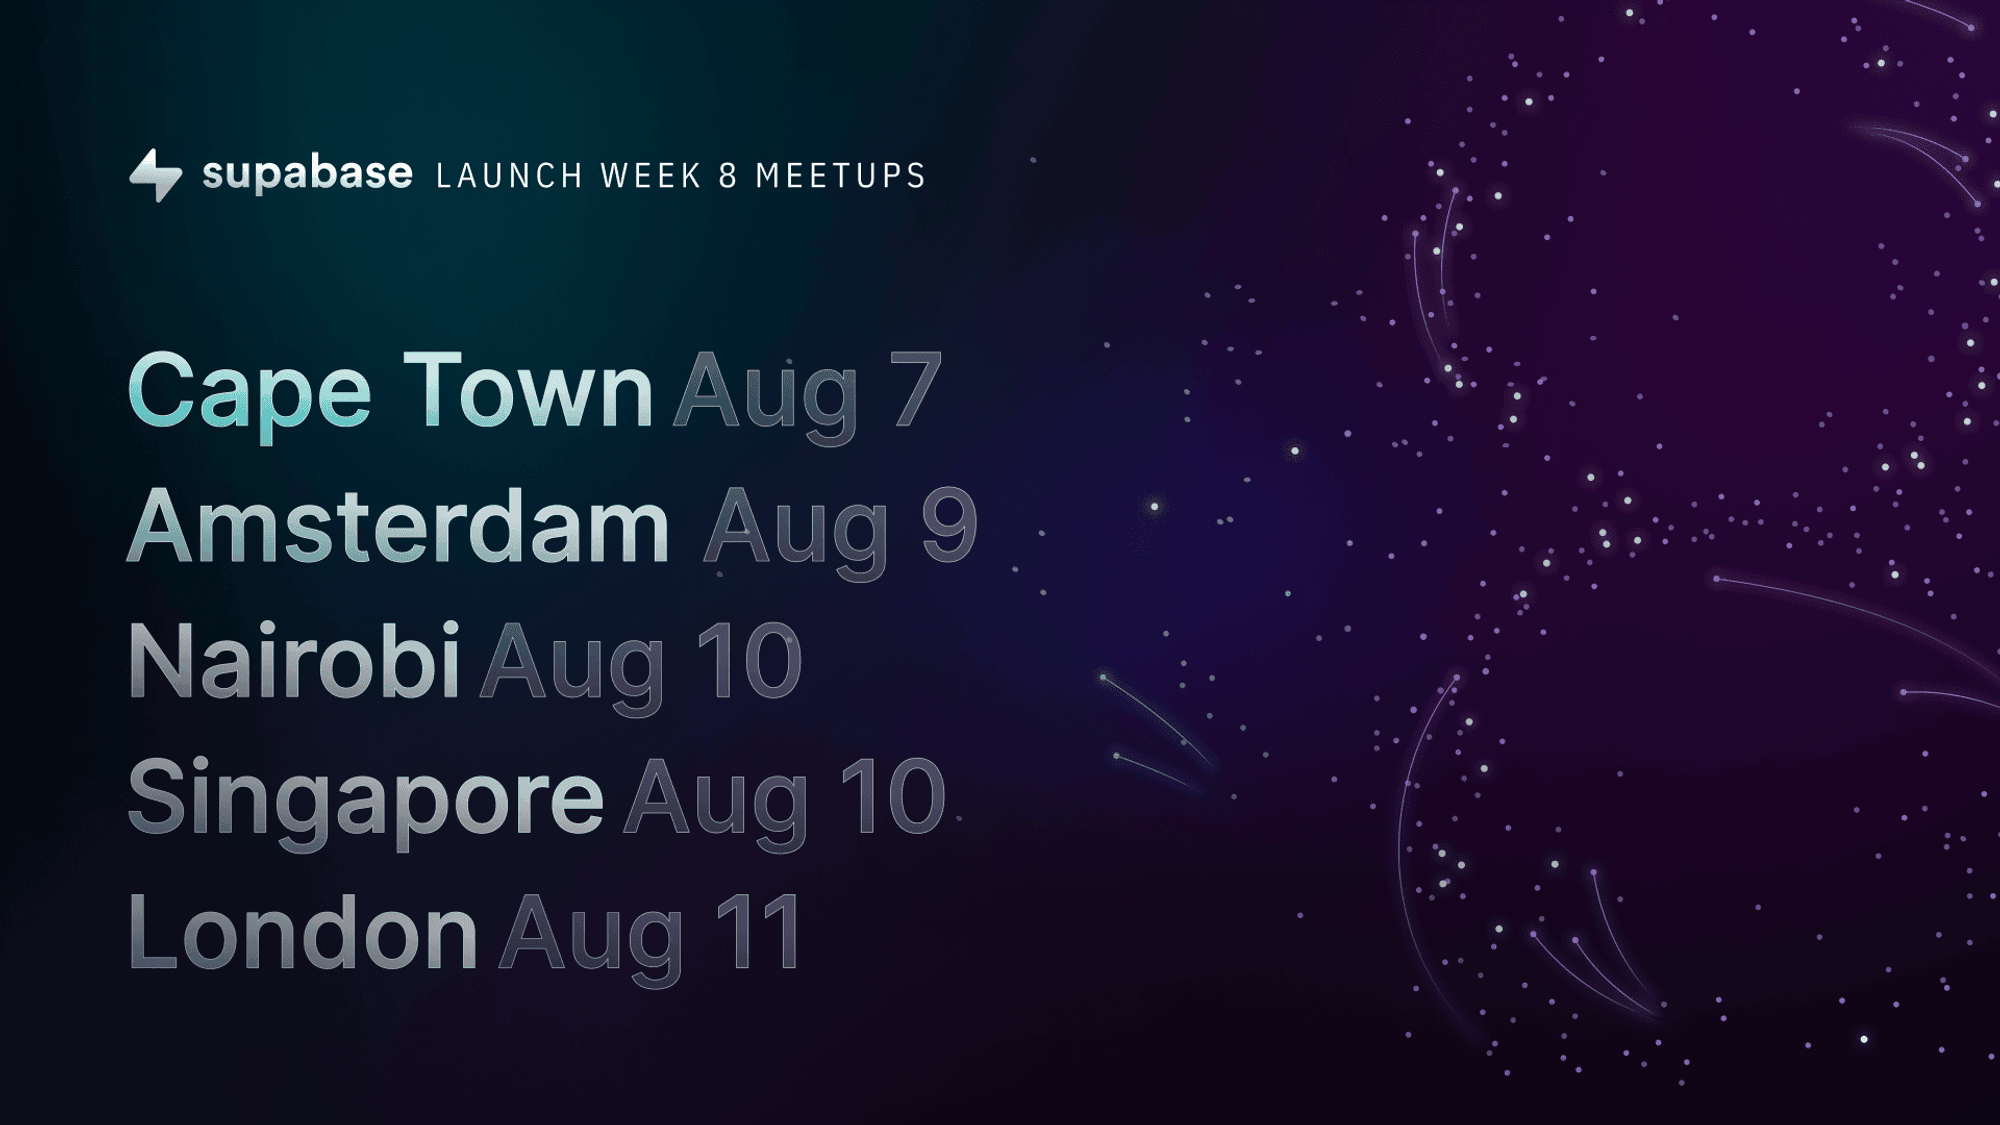 supabase LAUNCH WEEK 8 MEETUPS
Cape Town Aug 7
Amsterdam Aug 9
Nairobi Aug 10
Singapore Aug 10
London Aug 11